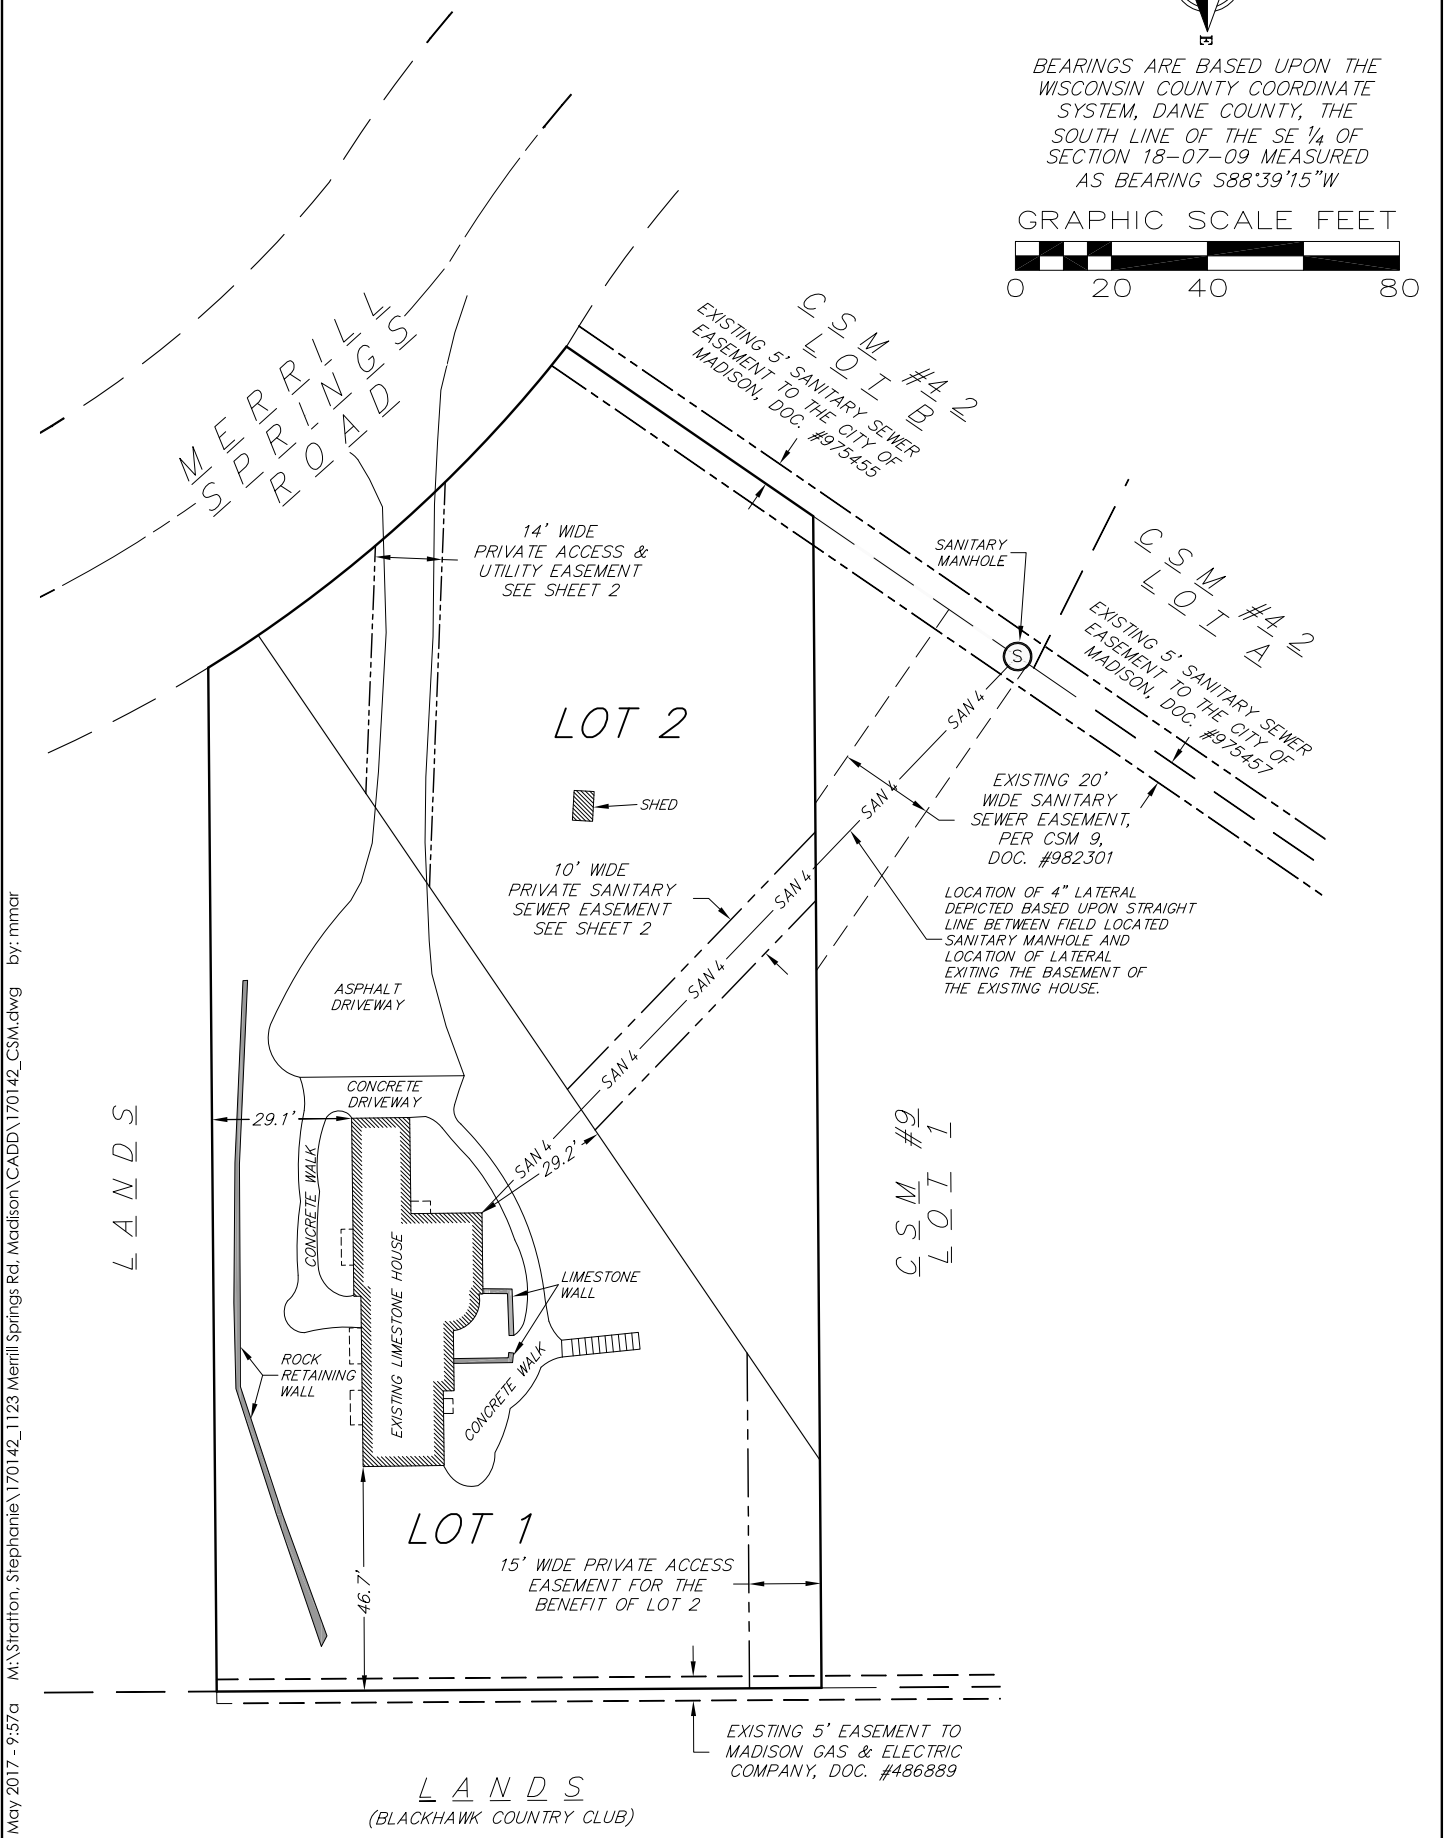 E
BEARINGS ARE BASED UPON THE
WISCONSIN COUNTY COORDINATE
SYSTEM, DANE COUNTY, THE
SOUTH LINE OF THE SE ¼ OF
SECTION 18-07-09 MEASURED
AS BEARING S88°39'15"W
GRAPHIC SCALE FEET
0 20 40 80
MERRILL
SPRINGS
ROAD
CSM #42
LOT B
EXISTING 5' SANITARY SEWER
EASEMENT TO THE CITY OF
MADISON, DOC. #975455
14' WIDE
PRIVATE ACCESS &
UTILITY EASEMENT
SEE SHEET 2
SANITARY
MANHOLE
S
CSM #42
LOT A
EXISTING 5' SANITARY SEWER
EASEMENT TO THE CITY OF
MADISON, DOC. #975457
LOT 2
SHED
SAN 4
SAN 4
SAN 4
SAN 4
SAN 4
SAN 4
EXISTING 20'
WIDE SANITARY
SEWER EASEMENT,
PER CSM 9,
DOC. #982301
10' WIDE
PRIVATE SANITARY
SEWER EASEMENT
SEE SHEET 2
LOCATION OF 4" LATERAL
DEPICTED BASED UPON STRAIGHT
LINE BETWEEN FIELD LOCATED
SANITARY MANHOLE AND
LOCATION OF LATERAL
EXITING THE BASEMENT OF
THE EXISTING HOUSE.
ASPHALT
DRIVEWAY
CONCRETE
DRIVEWAY
29.1'
29.2'
CONCRETE WALK
EXISTING LIMESTONE HOUSE
LIMESTONE
WALL
CONCRETE WALK
ROCK
RETAINING
WALL
LANDS
CSM #9
LOT 1
LOT 1
46.7'
15' WIDE PRIVATE ACCESS
EASEMENT FOR THE
BENEFIT OF LOT 2
EXISTING 5' EASEMENT TO
MADISON GAS & ELECTRIC
COMPANY, DOC. #486889
LANDS
(BLACKHAWK COUNTRY CLUB)
May 2017 - 9:57a M:\Stratton, Stephanie\170142_1123 Merrill Springs Rd, Madison\CADD\170142_CSM.dwg by: mmar